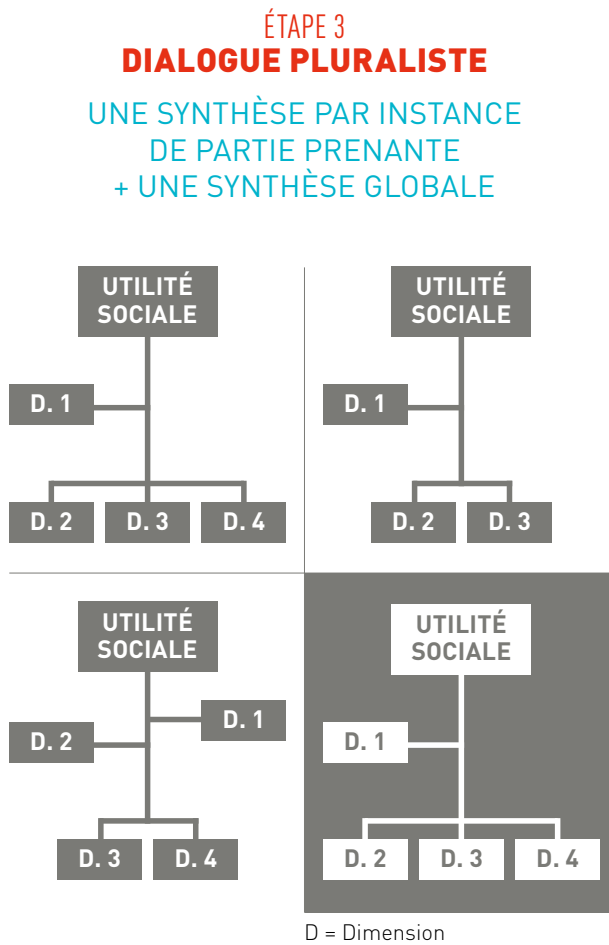 ÉTAPE 3
DIALOGUE PLURALISTE
UNE SYNTHÈSE PAR INSTANCE
DE PARTIE PRENANTE
+ UNE SYNTHÈSE GLOBALE
UTILITÉ
SOCIALE
D. 1
D. 2
D. 3
D. 4
UTILITÉ
SOCIALE
D. 1
D. 2
D. 3
UTILITÉ
SOCIALE
D. 1
D. 2
D. 3
D. 4
UTILITÉ
SOCIALE
D. 1
D. 2
D. 3
D. 4
D = Dimension